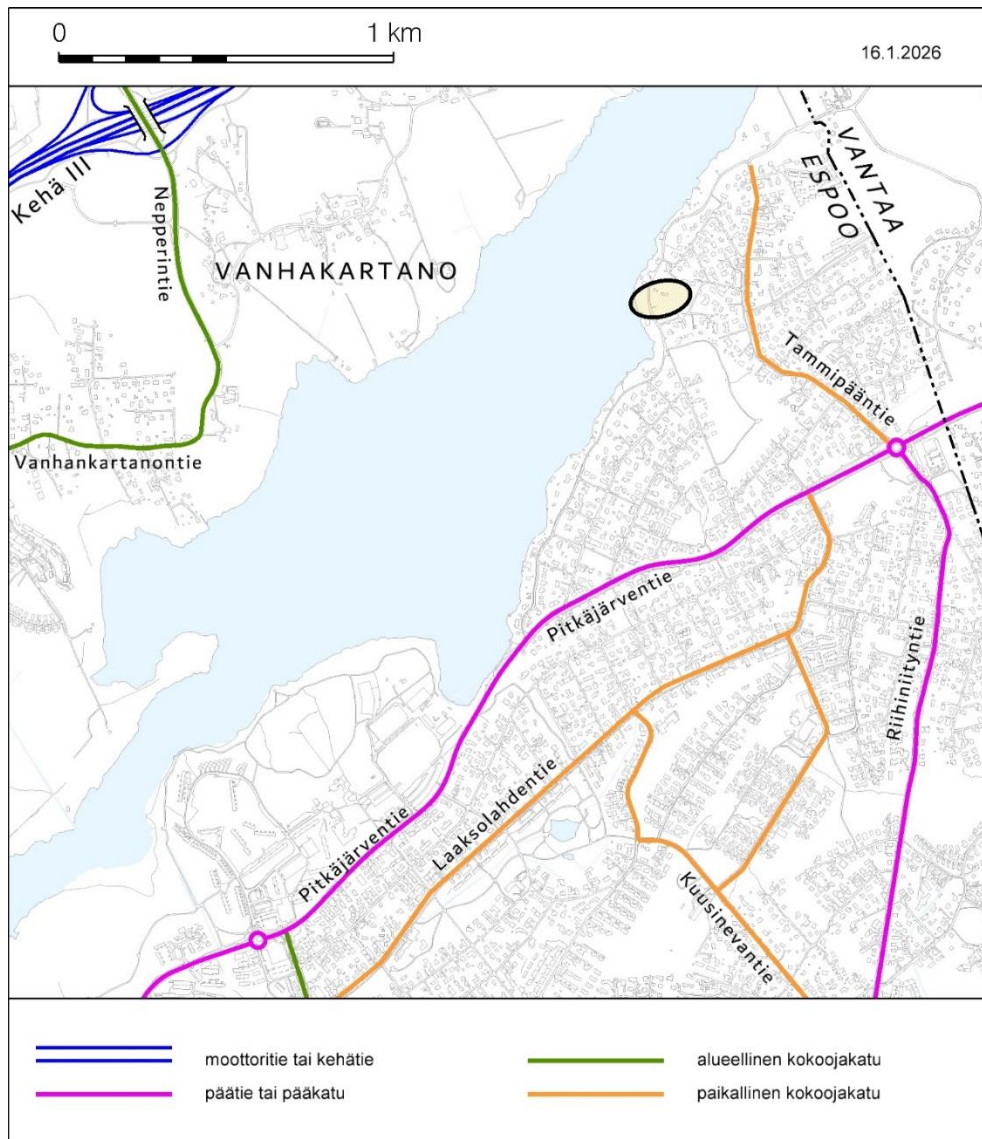 0 1 km
16.1.2026
Kehä III
Nepperintie
VANHAKARTANO
VANTAA
ESPOO
Tammipääntie
Vanhankartanontie
Pitkäjärventie
Riihiniityntie
Laaksolahdentie
Pitkäjärventie
Kuusinevantie
moottoritie tai kehätie
alueellinen kokoojakatu
päätie tai pääkatu
paikallinen kokoojakatu